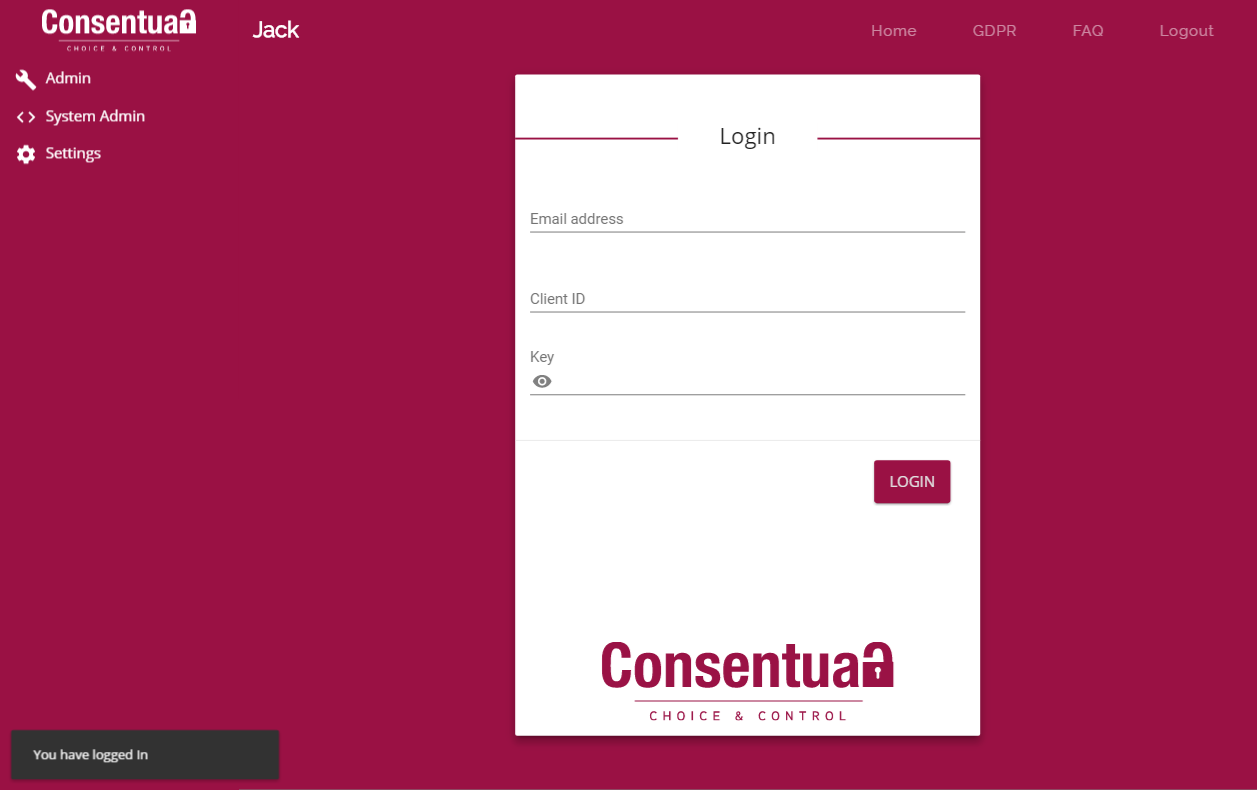 Consentua
CHOICE & CONTROL
Jack
Home
GDPR
FAQ
Logout
Admin
System Admin
Settings
Login
Email address
Client ID
Key
LOGIN
Consentua
CHOICE & CONTROL
You have logged In